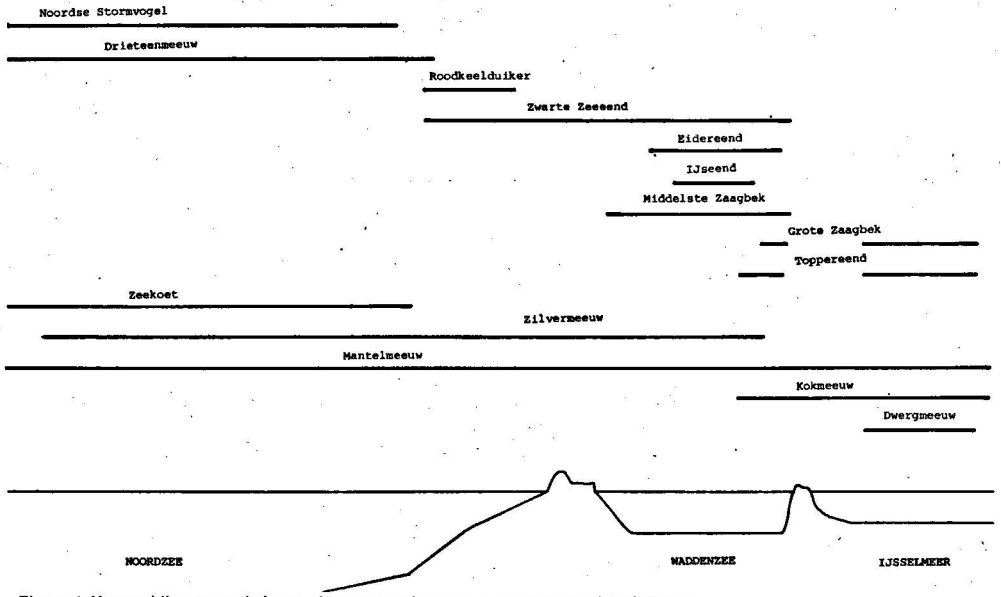 Noordse Stormvogel
Drieteenmeeuw
Roodkeelduiker
Zwarte Zeeeend
Eidereend
IJseend
Middelste Zaagbek
Grote Zaagbek
Toppereend
Zeekoet
Zilvermeeuw
Mantelmeeuw
Kokmeeuw
Dwergmeeuw
NOORDZEE WADDENZEE IJSSELMEER